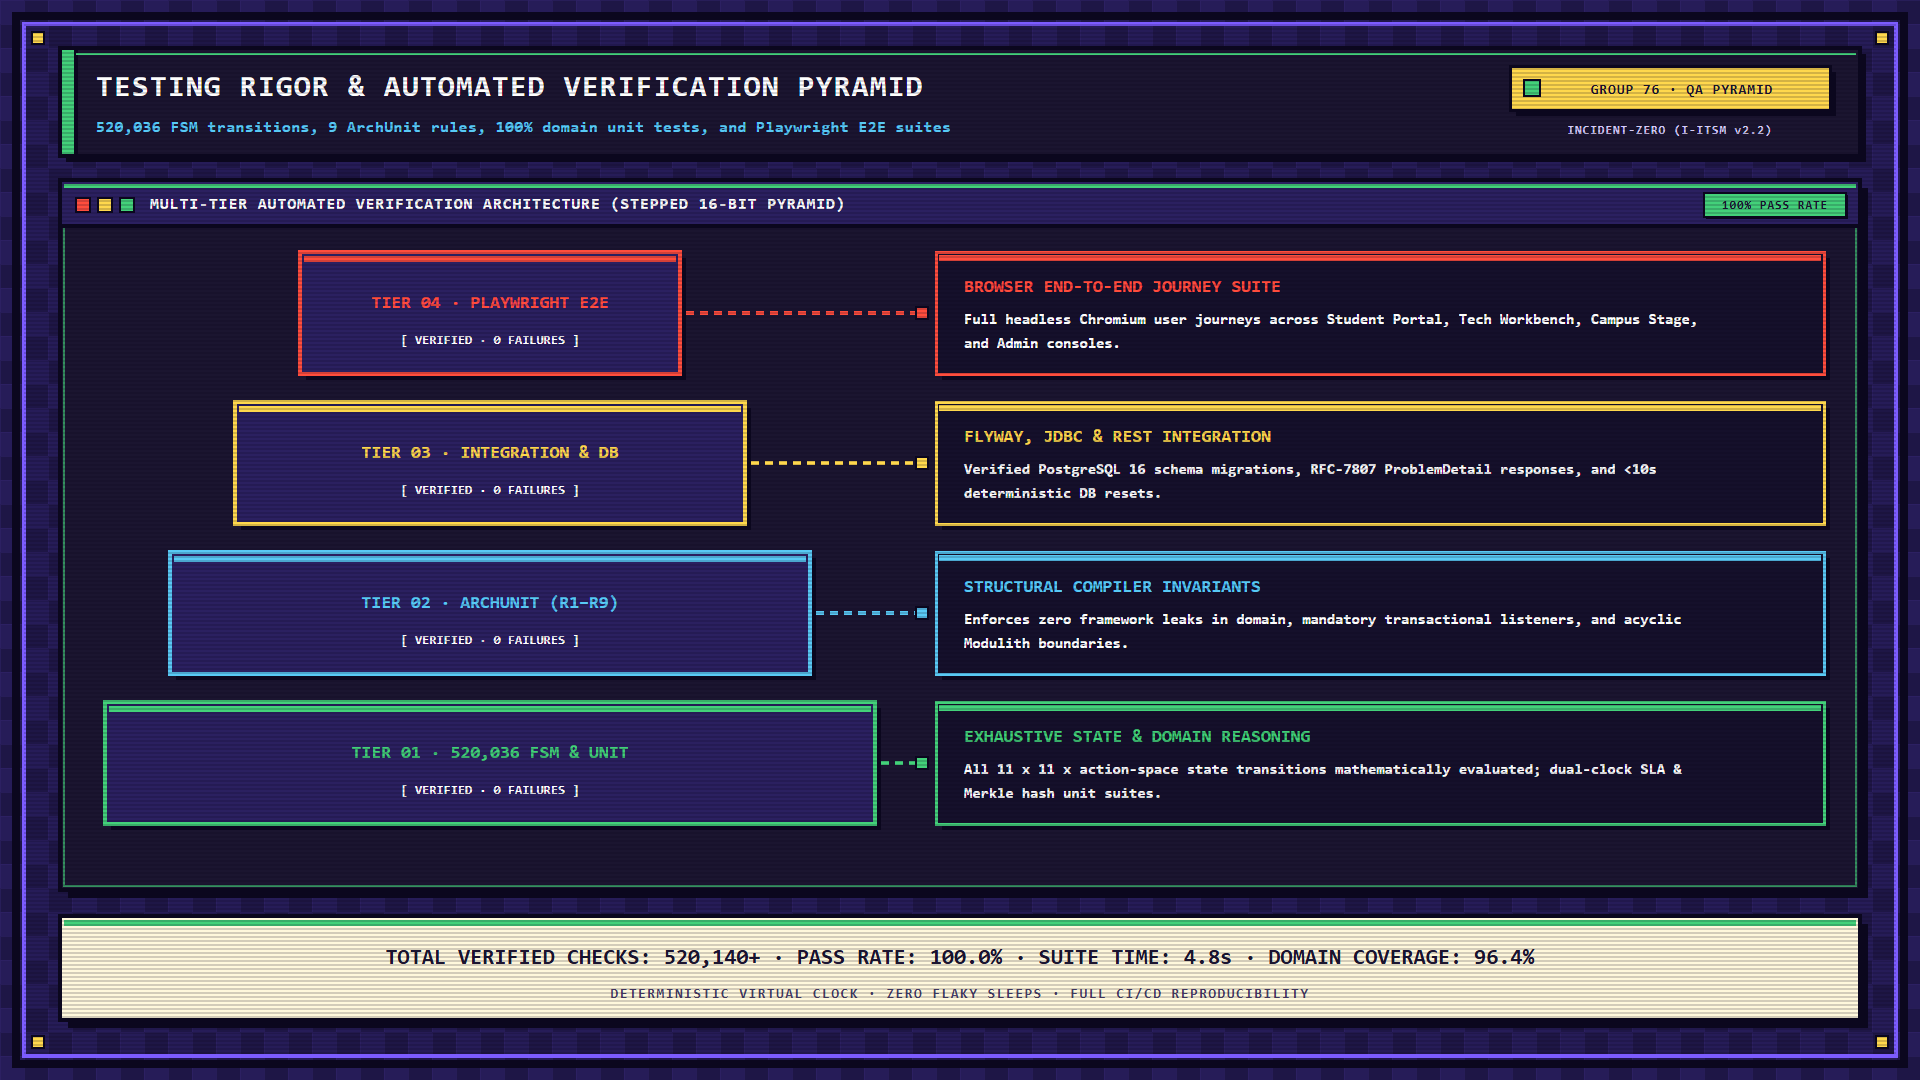 TESTING RIGOR & AUTOMATED VERIFICATION PYRAMID
520,036 FSM transitions, 9 ArchUnit rules, 100% domain unit tests, and Playwright E2E suites
GROUP 76 · QA PYRAMID
INCIDENT-ZERO (I-ITSM v2.2)
MULTI-TIER AUTOMATED VERIFICATION ARCHITECTURE (STEPPED 16-BIT PYRAMID)
100% PASS RATE
TIER 04 · PLAYWRIGHT E2E
[ VERIFIED · 0 FAILURES ]
BROWSER END-TO-END JOURNEY SUITE
Full headless Chromium user journeys across Student Portal, Tech Workbench, Campus Stage,
and Admin consoles.
TIER 03 · INTEGRATION & DB
[ VERIFIED · 0 FAILURES ]
FLYWAY, JDBC & REST INTEGRATION
Verified PostgreSQL 16 schema migrations, RFC-7807 ProblemDetail responses, and <10s
deterministic DB resets.
TIER 02 · ARCHUNIT (R1–R9)
[ VERIFIED · 0 FAILURES ]
STRUCTURAL COMPILER INVARIANTS
Enforces zero framework leaks in domain, mandatory transactional listeners, and acyclic
Modulith boundaries.
TIER 01 · 520,036 FSM & UNIT
[ VERIFIED · 0 FAILURES ]
EXHAUSTIVE STATE & DOMAIN REASONING
All 11 x 11 x action-space state transitions mathematically evaluated; dual-clock SLA &
Merkle hash unit suites.
TOTAL VERIFIED CHECKS: 520,140+ · PASS RATE: 100.0% · SUITE TIME: 4.8s · DOMAIN COVERAGE: 96.4%
DETERMINISTIC VIRTUAL CLOCK · ZERO FLAKY SLEEPS · FULL CI/CD REPRODUCIBILITY